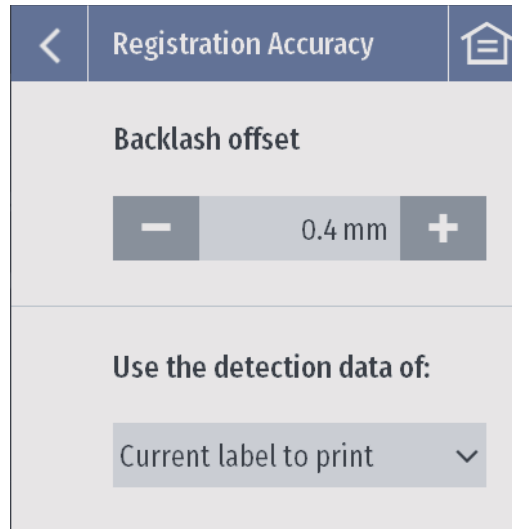 Registration Accuracy
Backlash offset
0.4 mm
Use the detection data of:
Current label to print